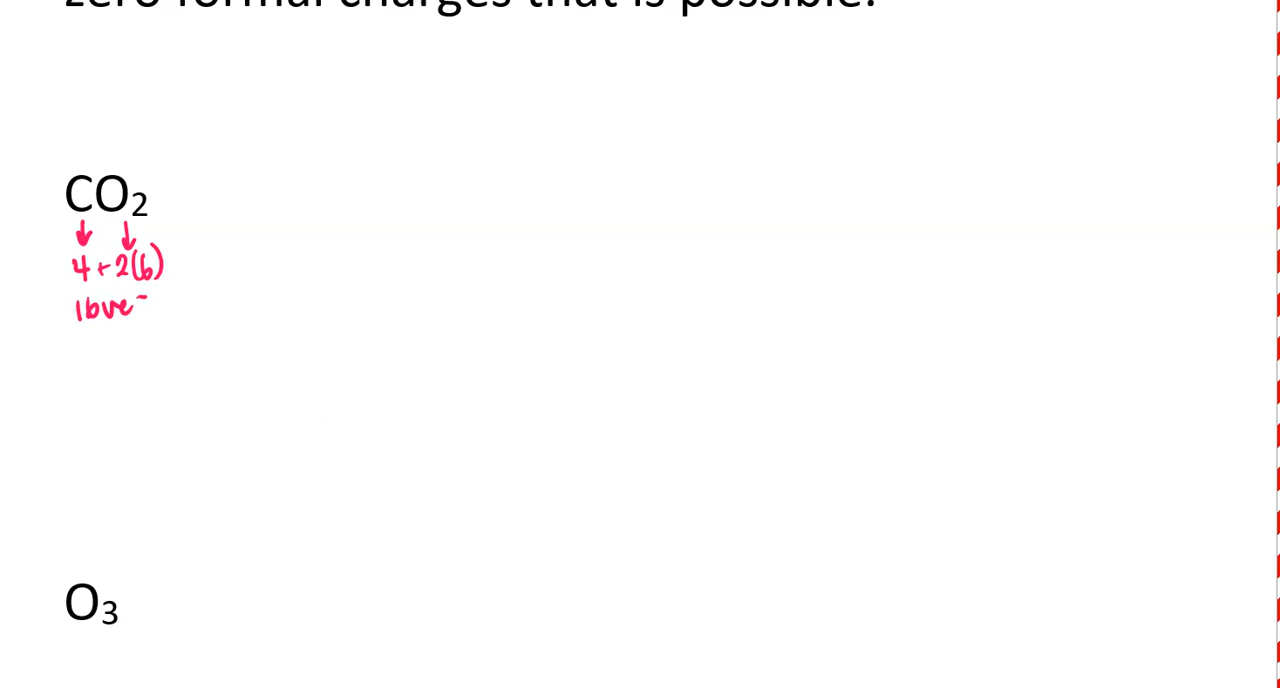 zero formal charges that is possible.
CO₂
↓ ↓
4 + 2(6)
16ve⁻
O₃